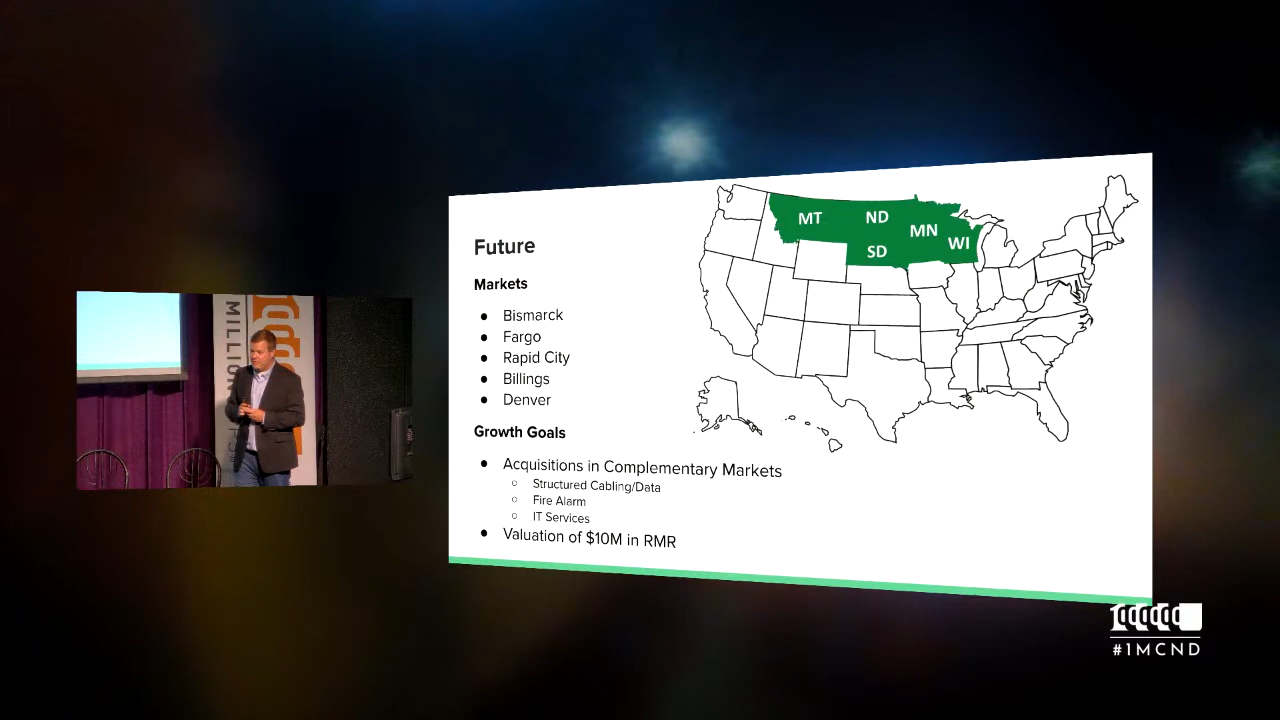 Future
Markets
● Bismarck
● Fargo
● Rapid City
● Billings
● Denver
Growth Goals
● Acquisitions in Complementary Markets
○ Structured Cabling/Data
○ Fire Alarm
○ IT Services
● Valuation of $10M in RMR
MT
ND
MN
WI
SD
MILLION
#1MCND